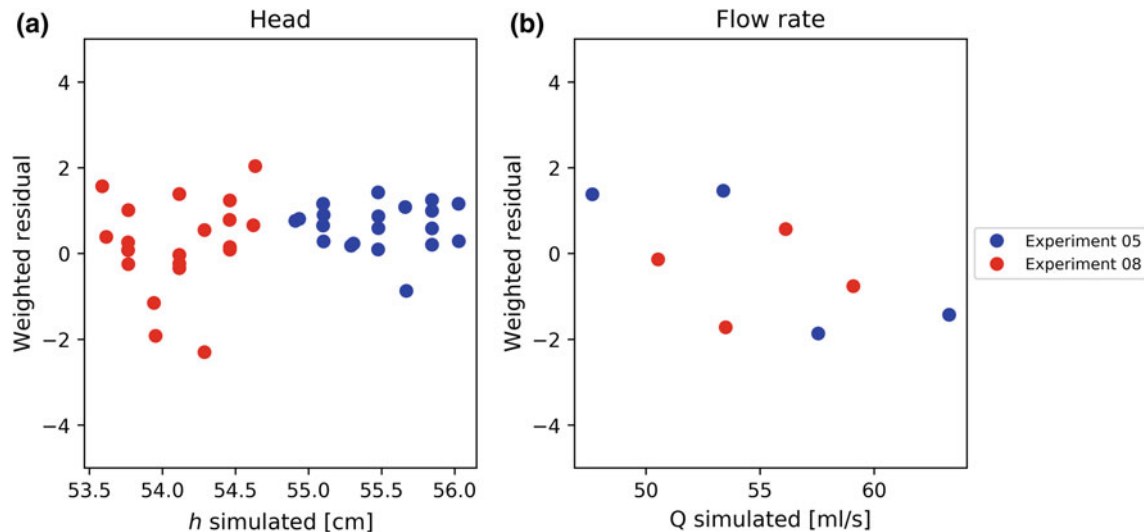 (a)
Head
Weighted residual
4
2
0
−2
−4
53.5 54.0 54.5 55.0 55.5 56.0
h simulated [cm]
(b)
Flow rate
Weighted residual
4
2
0
−2
−4
50 55 60
Q simulated [ml/s]
Experiment 05
Experiment 08